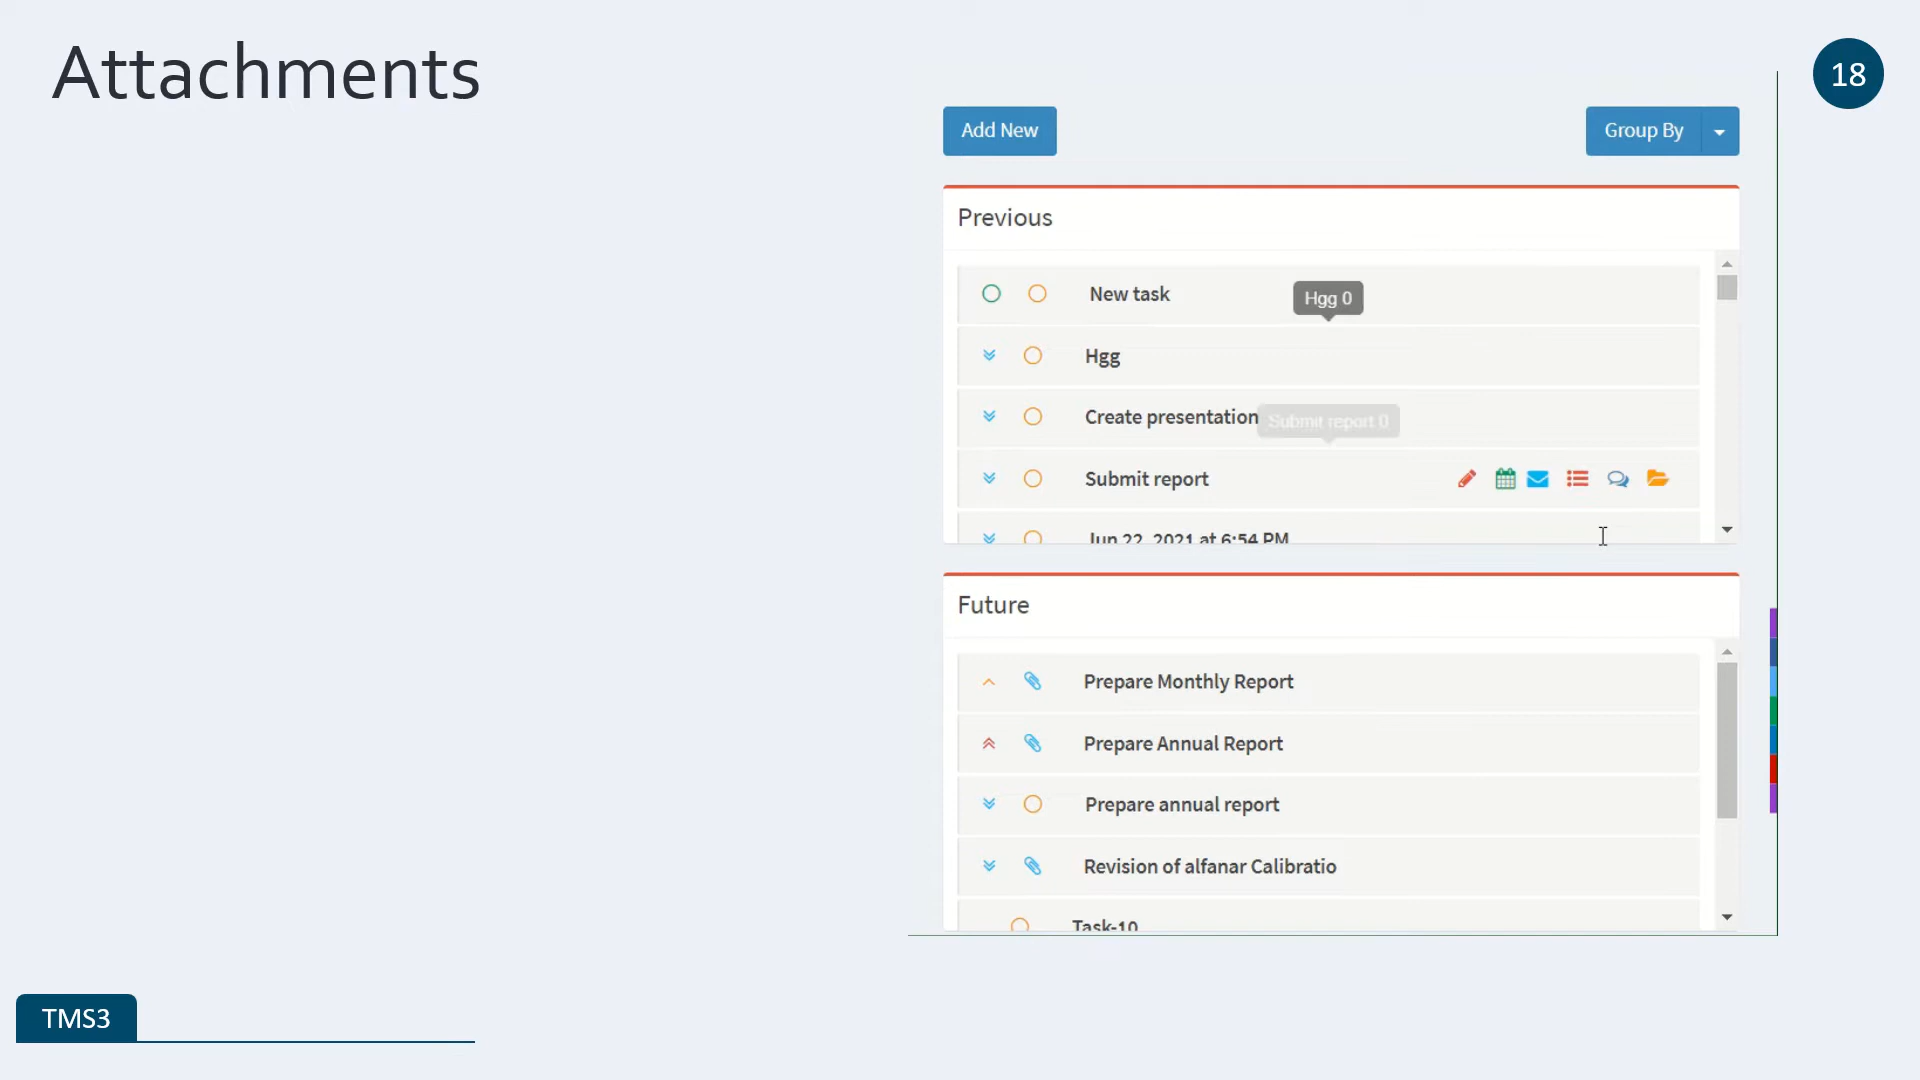 Attachments
18
Add New
Group By
Previous
New task
Hgg 0
Hgg
Create presentation
Submit report 0
Submit report
Jun 22, 2021 at 6:54 PM
Future
Prepare Monthly Report
Prepare Annual Report
Prepare annual report
Revision of alfanar Calibratio
Task-10
TMS3